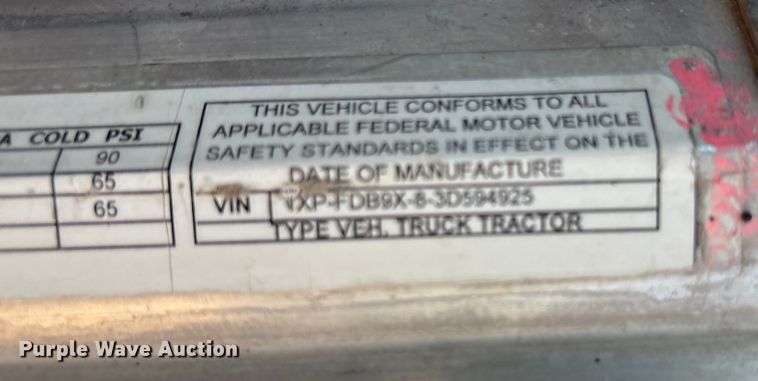 A COLD PSI
90
65
65
THIS VEHICLE CONFORMS TO ALL
APPLICABLE FEDERAL MOTOR VEHICLE
SAFETY STANDARDS IN EFFECT ON THE
DATE OF MANUFACTURE
VIN 1XP-FDB9X-8-3D594925
TYPE VEH. TRUCK TRACTOR
Purple Wave Auction